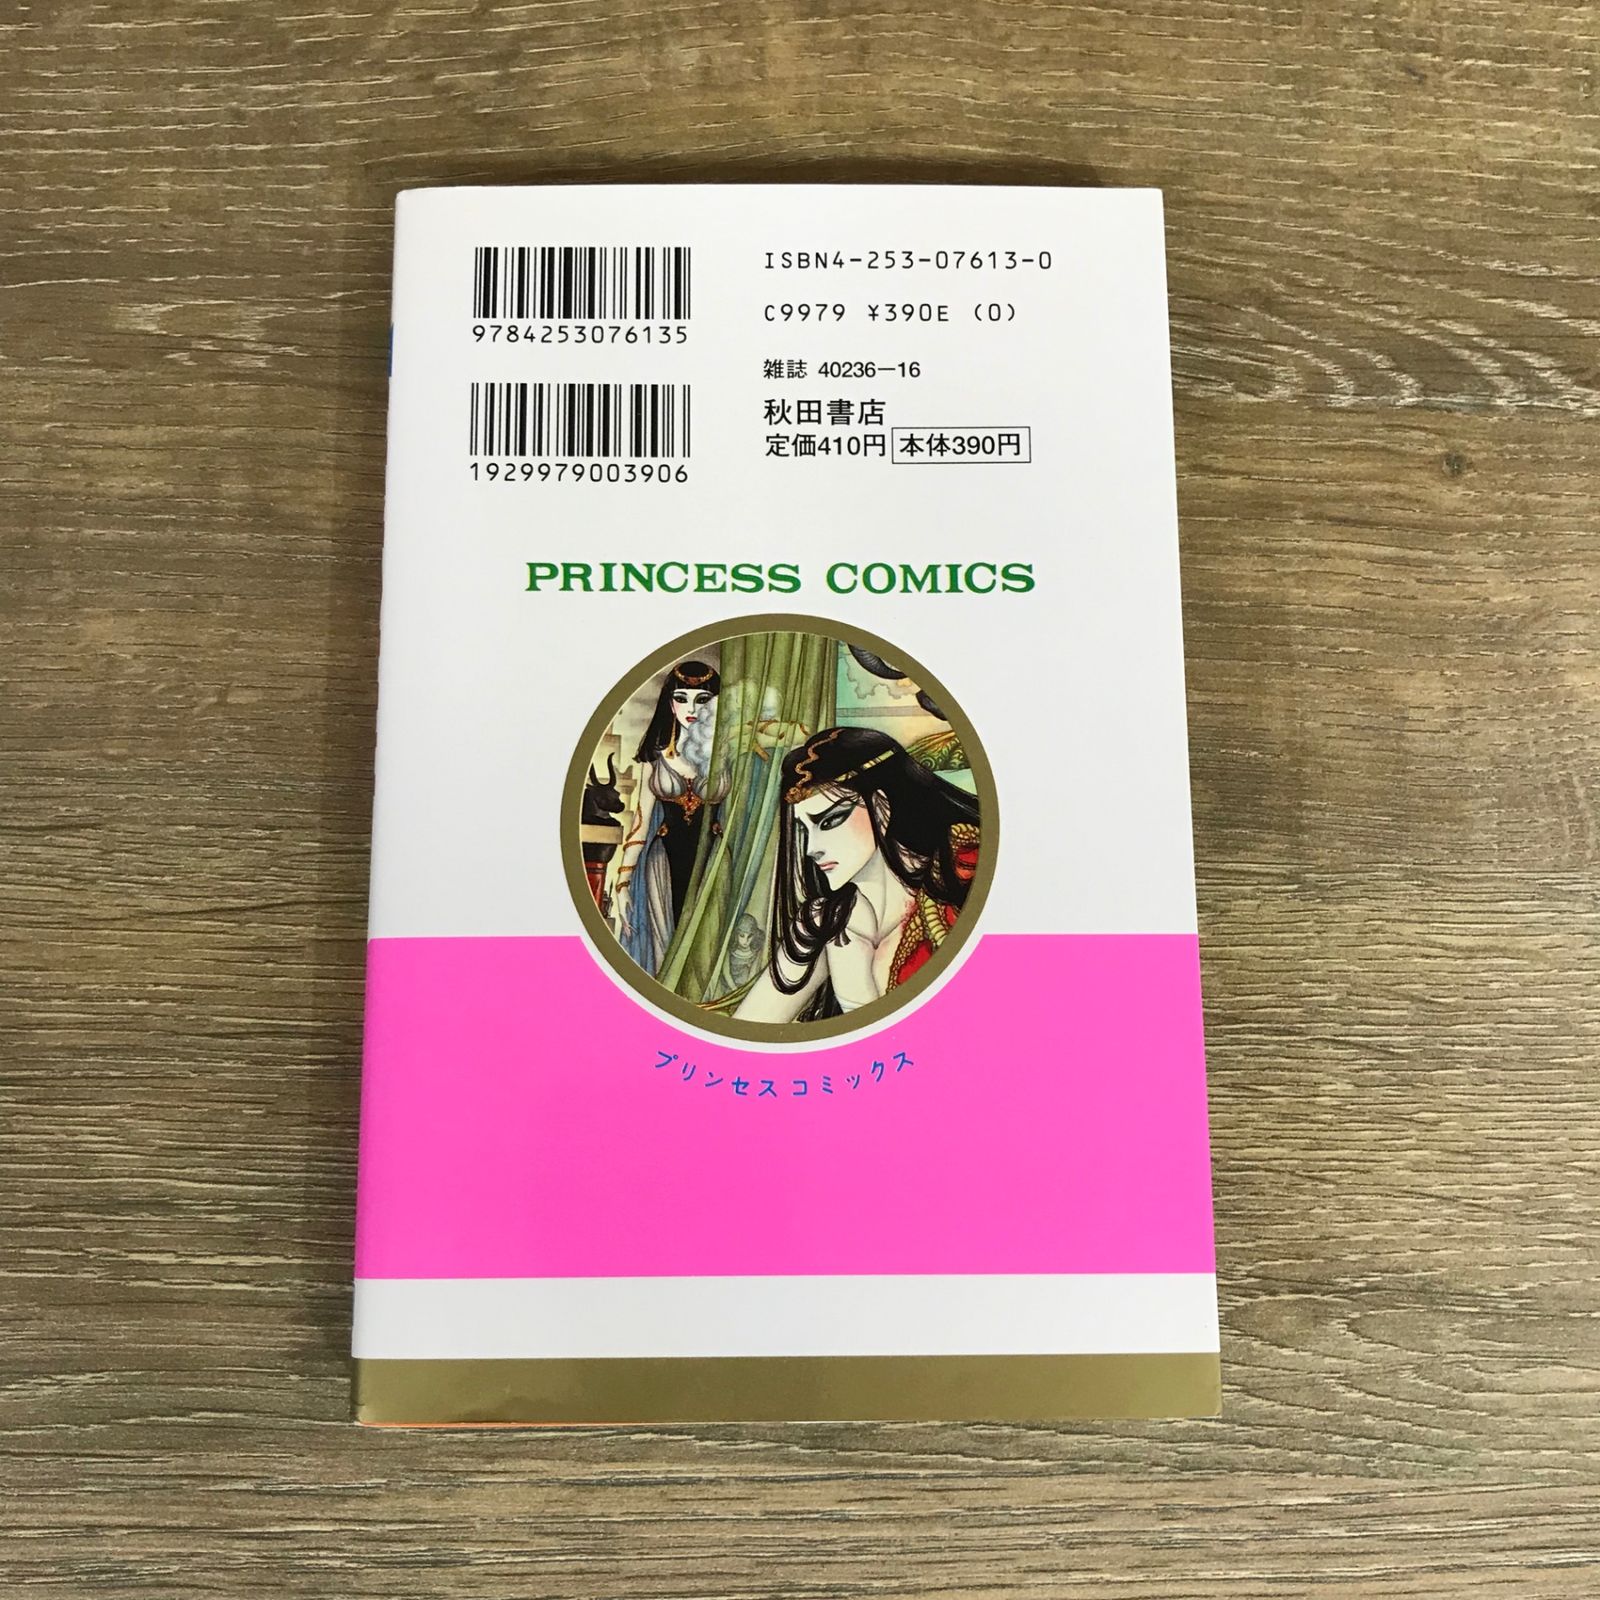 9784253076135
1929979003906
ISBN4-253-07613-0
C9979 ¥390E (0)
雑誌 40236-16
秋田書店
定価410円 本体390円
PRINCESS COMICS
プリンセスコミックス